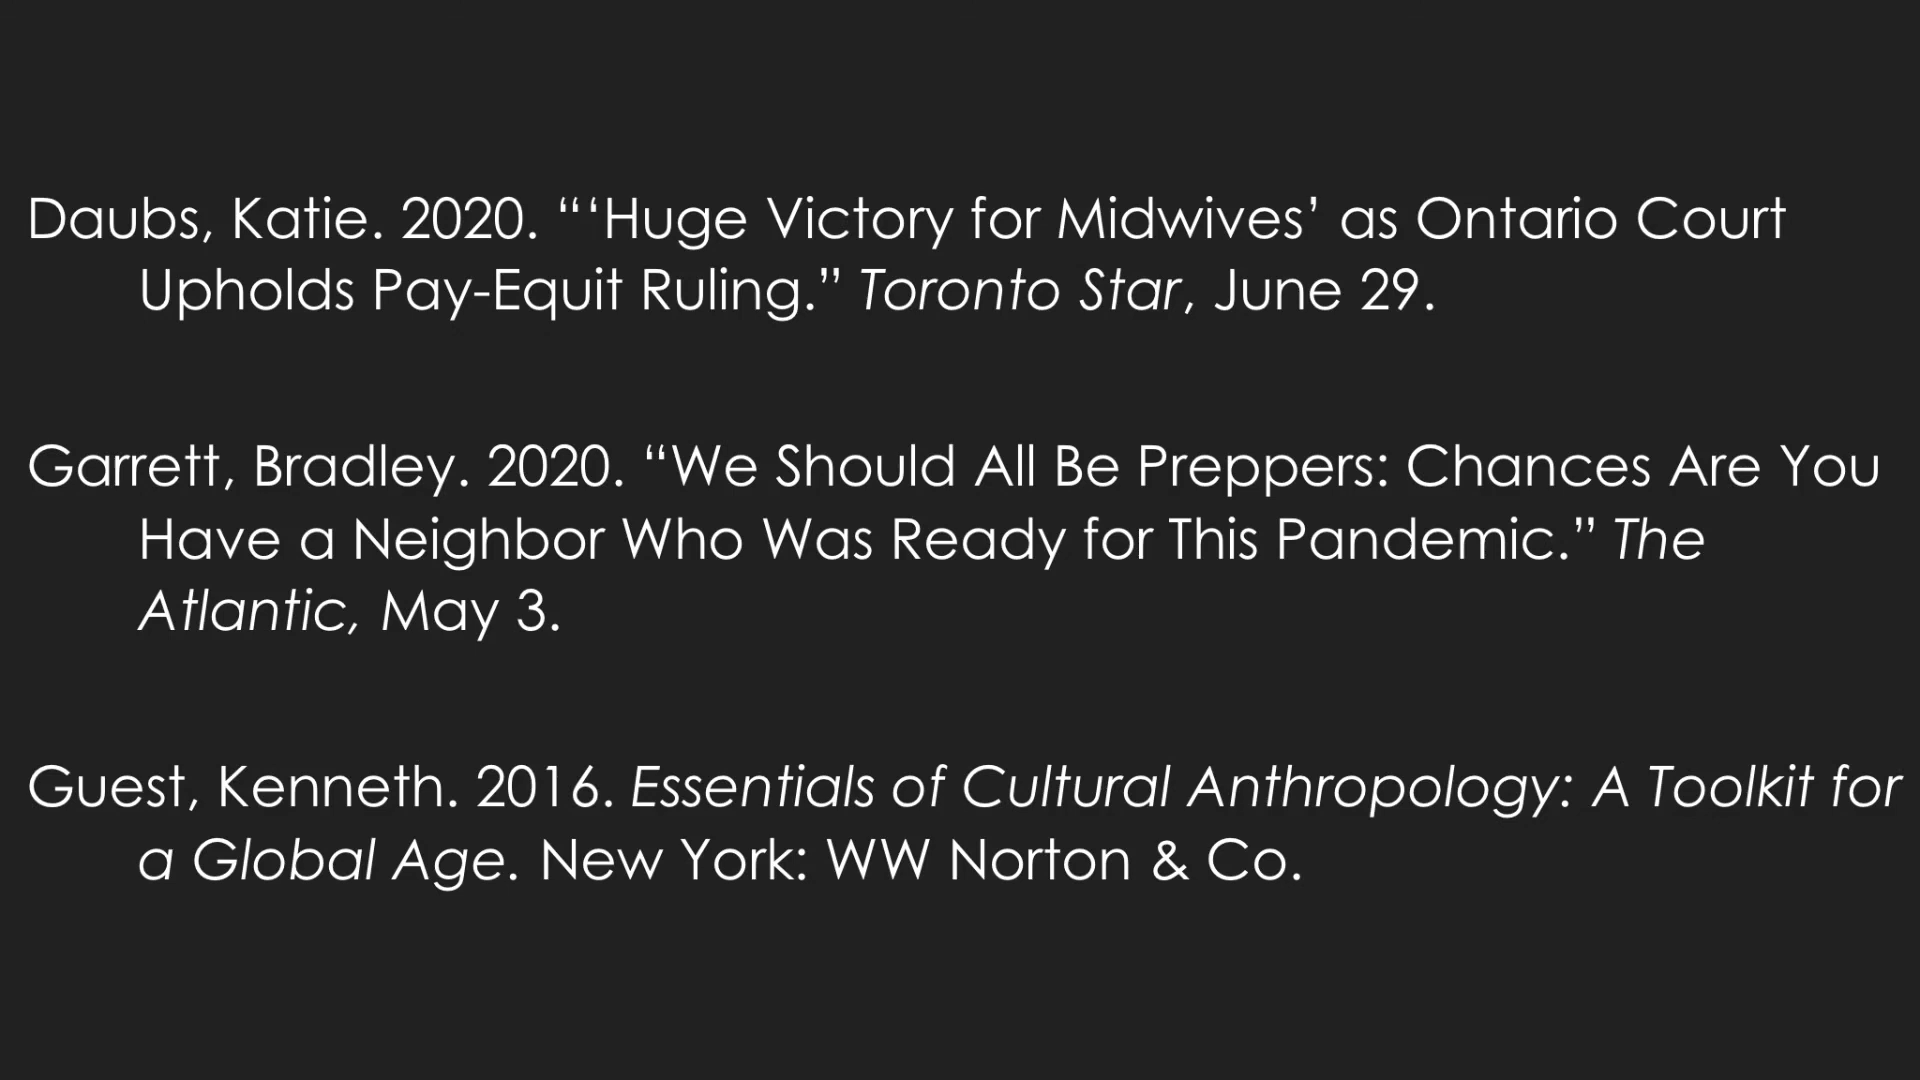 Daubs, Katie. 2020. “‘Huge Victory for Midwives’ as Ontario Court
Upholds Pay-Equit Ruling.” Toronto Star, June 29.
Garrett, Bradley. 2020. “We Should All Be Preppers: Chances Are You
Have a Neighbor Who Was Ready for This Pandemic.” The
Atlantic, May 3.
Guest, Kenneth. 2016. Essentials of Cultural Anthropology: A Toolkit for
a Global Age. New York: WW Norton & Co.